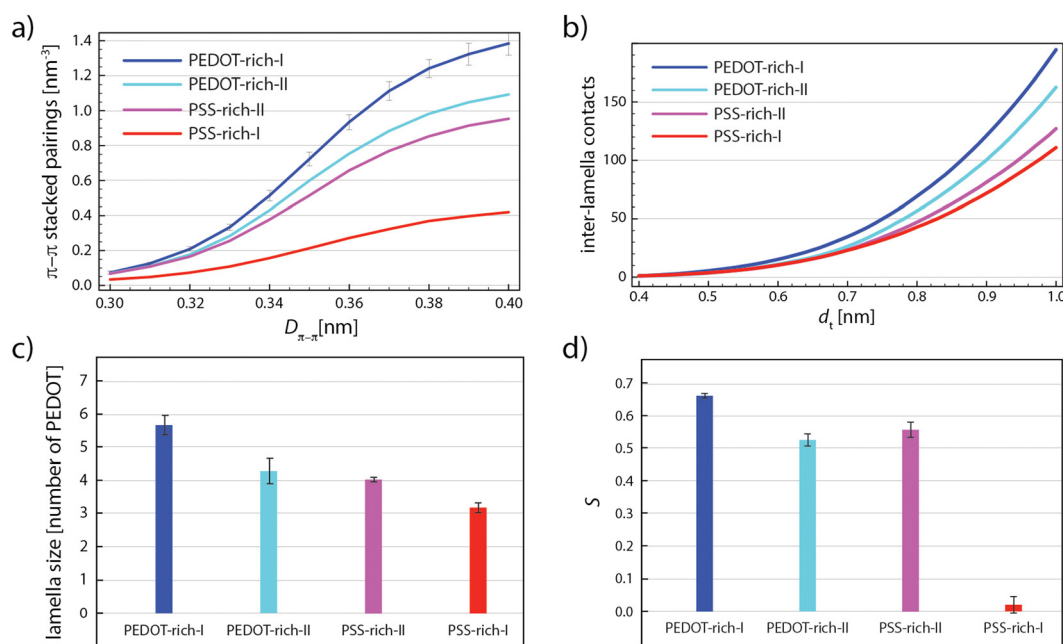 a)
π–π stacked pairings [nm⁻³]
1.4
1.2
1.0
0.8
0.6
0.4
0.2
0.0
PEDOT-rich-I
PEDOT-rich-II
PSS-rich-II
PSS-rich-I
0.30 0.32 0.34 0.36 0.38 0.40
Dπ–π[nm]
b)
inter-lamella contacts
150
100
50
0
PEDOT-rich-I
PEDOT-rich-II
PSS-rich-II
PSS-rich-I
0.4 0.5 0.6 0.7 0.8 0.9 1.0
dt [nm]
c)
lamella size [number of PEDOT]
7
6
5
4
3
2
1
0
PEDOT-rich-I PEDOT-rich-II PSS-rich-II PSS-rich-I
d)
S
0.7
0.6
0.5
0.4
0.3
0.2
0.1
0.0
PEDOT-rich-I PEDOT-rich-II PSS-rich-II PSS-rich-I